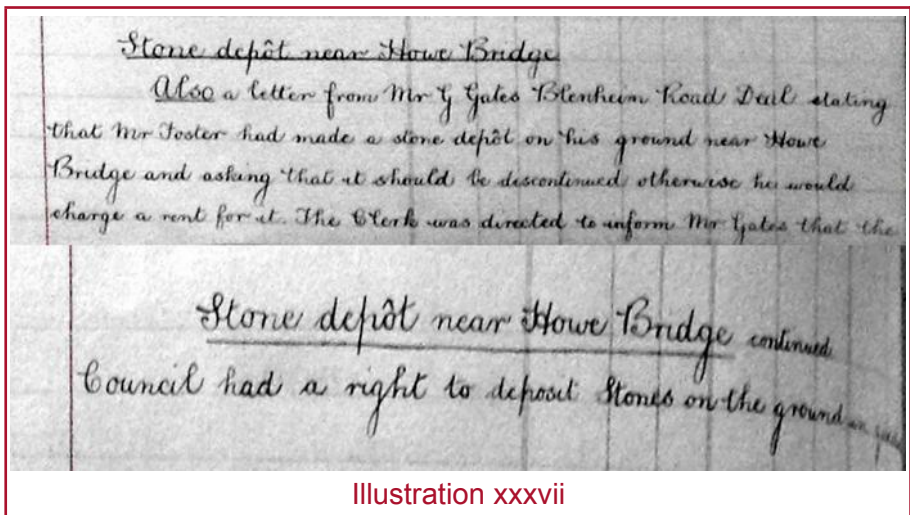 Stone depôt near Howe Bridge
Also a letter from Mr G Gates Blenheim Road Deal stating
that Mr Foster had made a stone depôt on his ground near Howe
Bridge and asking that it should be discontinued otherwise he would
charge a rent for it. The Clerk was directed to inform Mr Gates that the
Stone depôt near Howe Bridge continued
Council had a right to deposit Stones on the ground
Illustration xxxvii